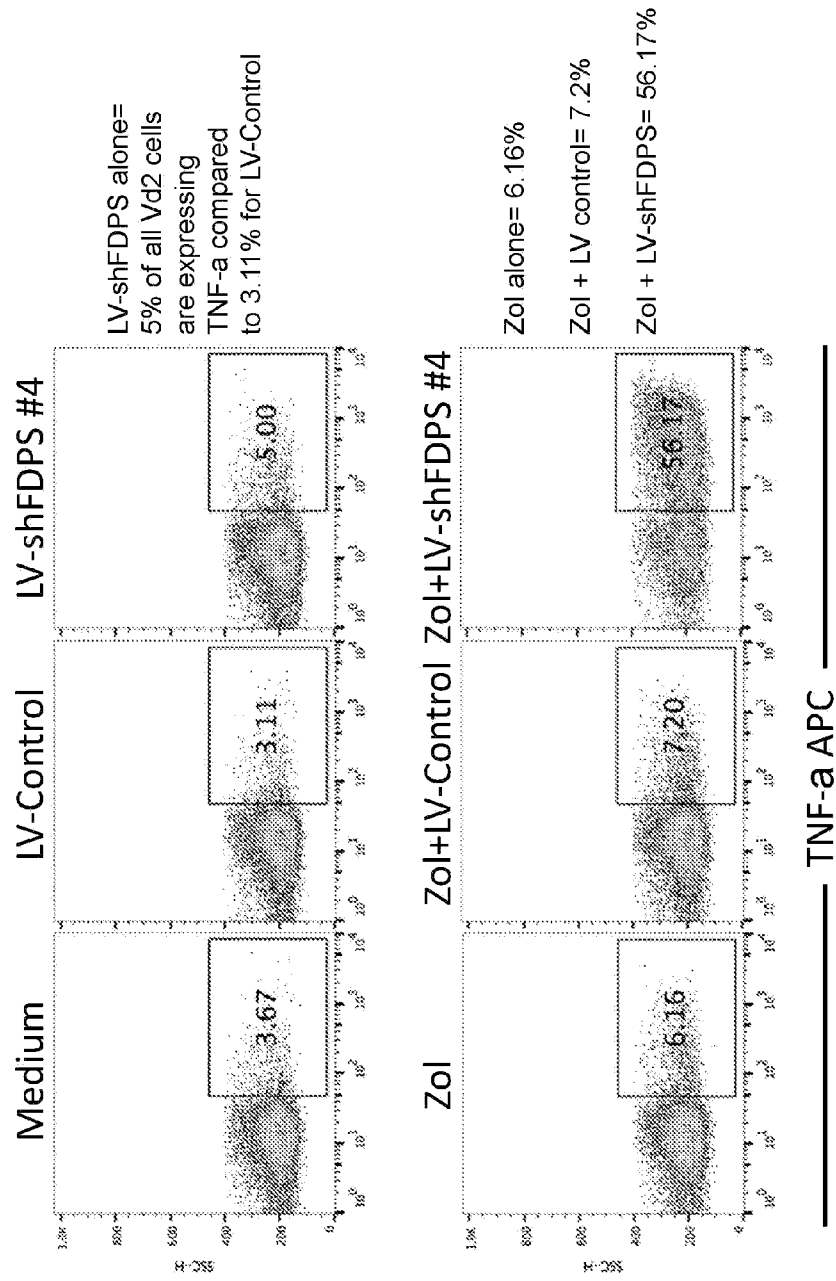 Medium
LV-Control
LV-shFDPS #4
3.67
3.11
5.00
LV-shFDPS alone=
5% of all Vd2 cells
are expressing
TNF-a compared
to 3.11% for LV-Control
Zol
Zol+LV-Control
Zol+LV-shFDPS #4
6.16
7.20
56.17
Zol alone= 6.16%
Zol + LV control= 7.2%
Zol + LV-shFDPS= 56.17%
TNF-a APC